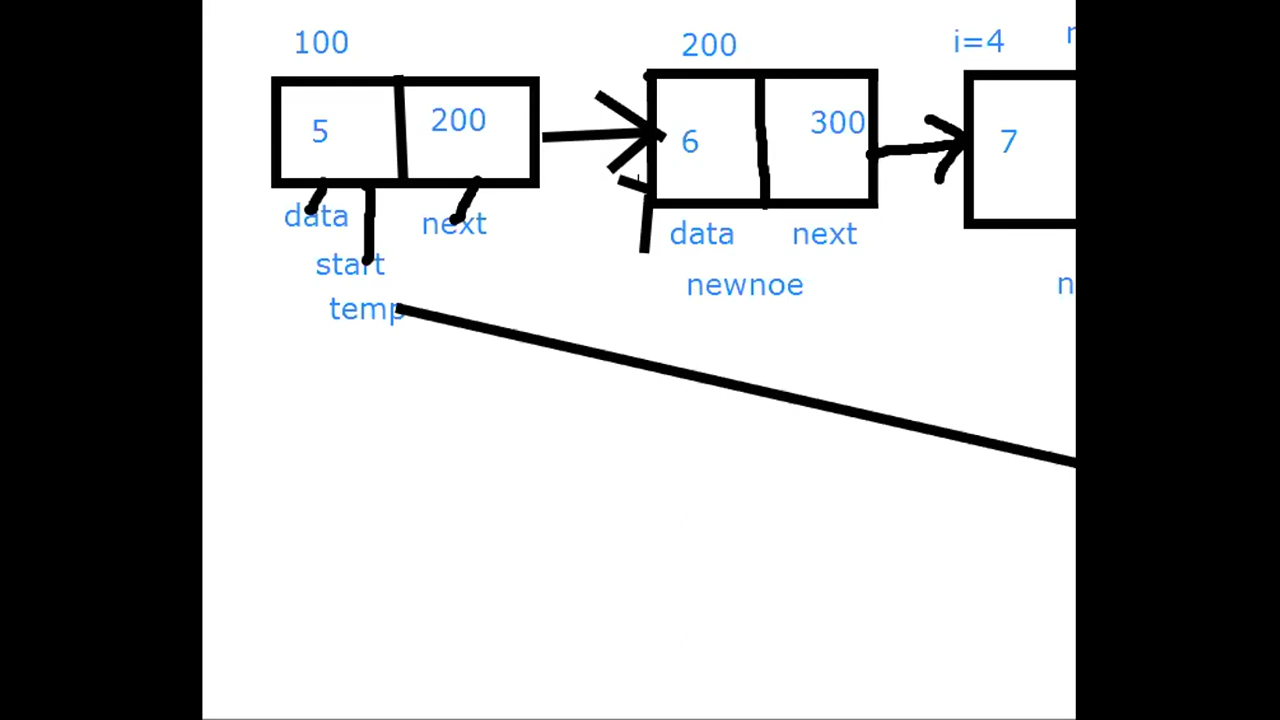 100 200 i=4
5 200 6 300 7
data next data next
start newnoe
temp